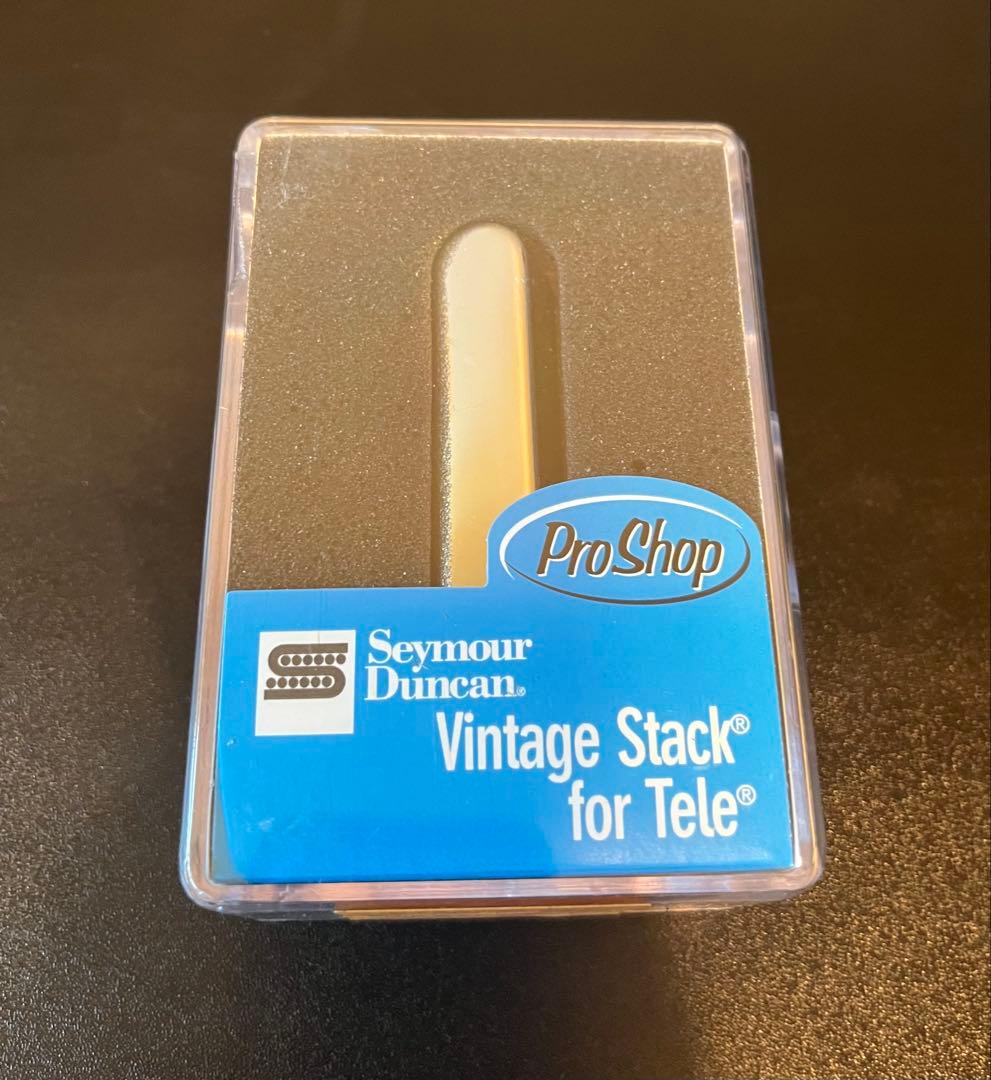 ProShop
Seymour
Duncan®
Vintage Stack®
for Tele®